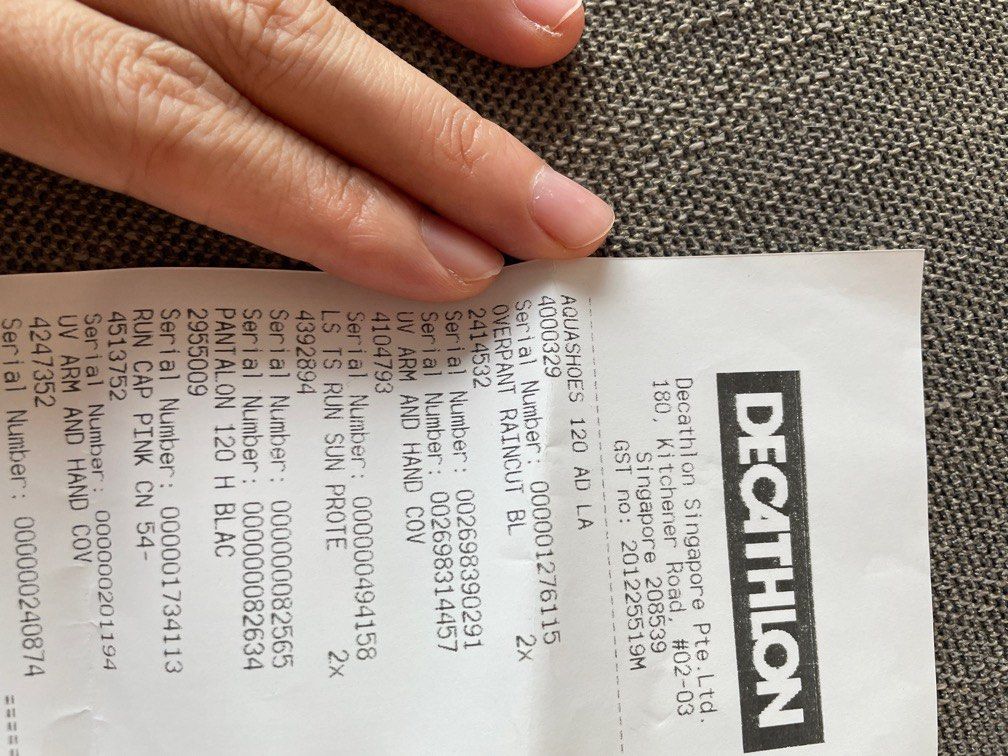 DECATHLON
Decathlon Singapore Pte.Ltd.
180, Kitchener Road, #02-03
Singapore 208539
GST no: 201225519M
AQUASHOES 120 AD LA
4000329
Serial Number: 00000012761 15
OVERPANT RAINCUT BL 2x
2414532
Serial Number: 002698390291
Serial Number: 002698314457
UV ARM AND HAND COV
4104793
Serial Number: 000000494158
LS TS RUN SUN PROTE 2x
4392894
Serial Number: 000000082565
Serial Number: 000000082634
PANTALON 120 H BLAC
2955009
Serial Number: 000001734113
RUN CAP PINK CN 54-
4513752
Serial Number: 000000201194
UV ARM AND HAND COV
4247352
Serial Number: 000000240874